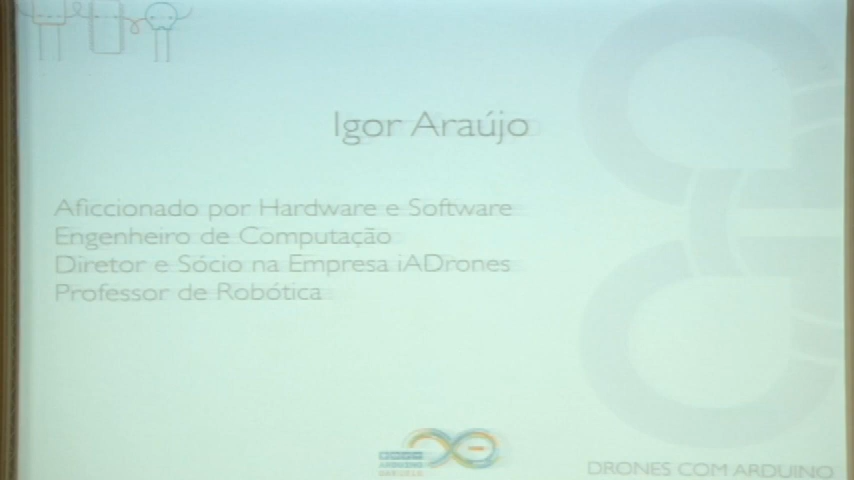 Igor Araújo
Aficcionado por Hardware e Software
Engenheiro de Computação
Diretor e Sócio na Empresa iADrones
Professor de Robótica
ARDUINO
DRONES COM ARDUINO